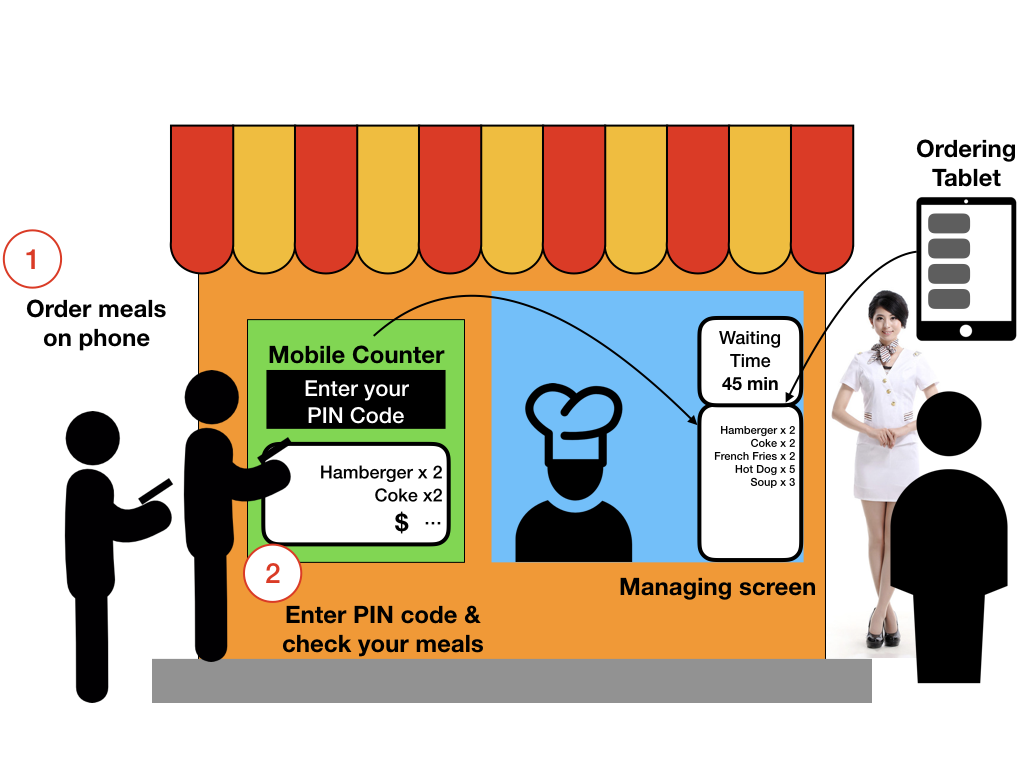 Ordering
Tablet
1
Order meals
on phone
Mobile Counter
Enter your
PIN Code
Hamberger x 2
Coke x2
$ ...
2
Enter PIN code &
check your meals
Waiting
Time
45 min
Hamberger x 2
Coke x 2
French Fries x 2
Hot Dog x 5
Soup x 3
Managing screen